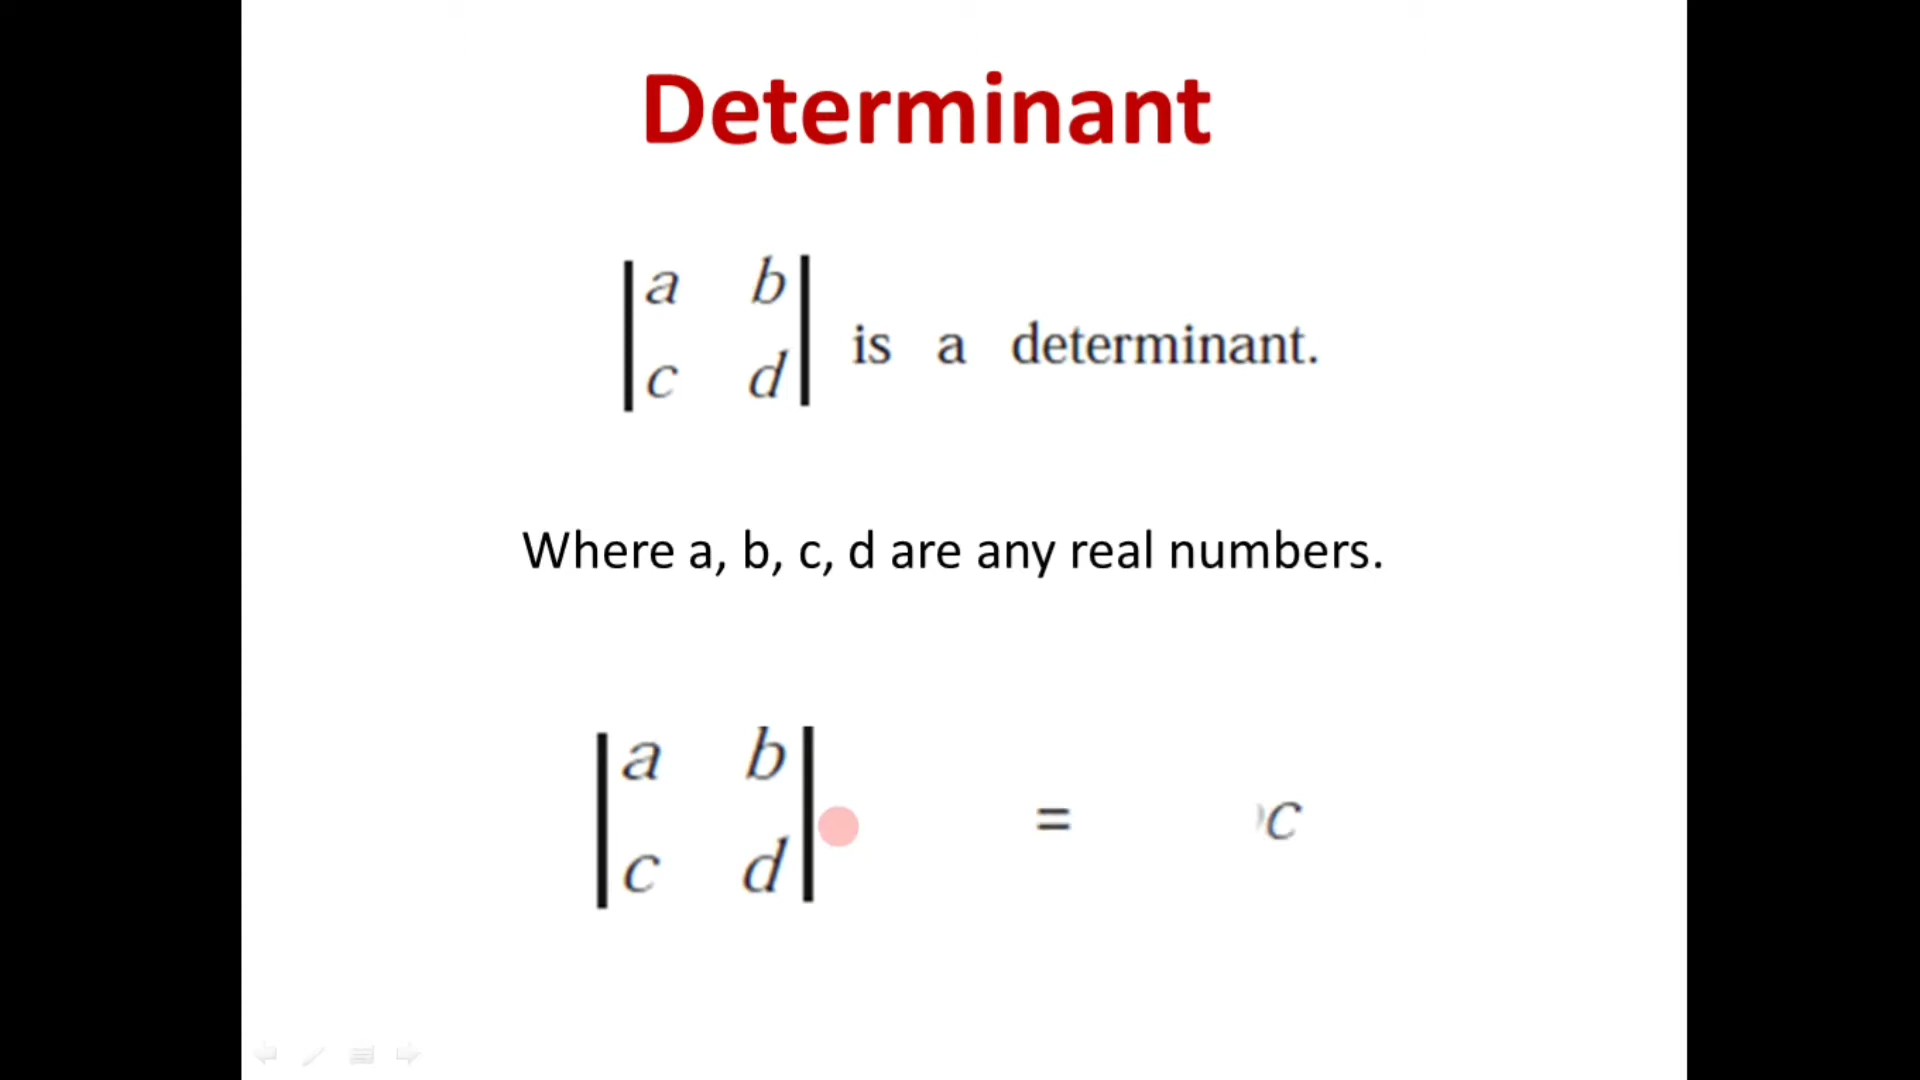 Determinant
|a b|
|c d| is a determinant.
Where a, b, c, d are any real numbers.
|a b|
|c d| = c